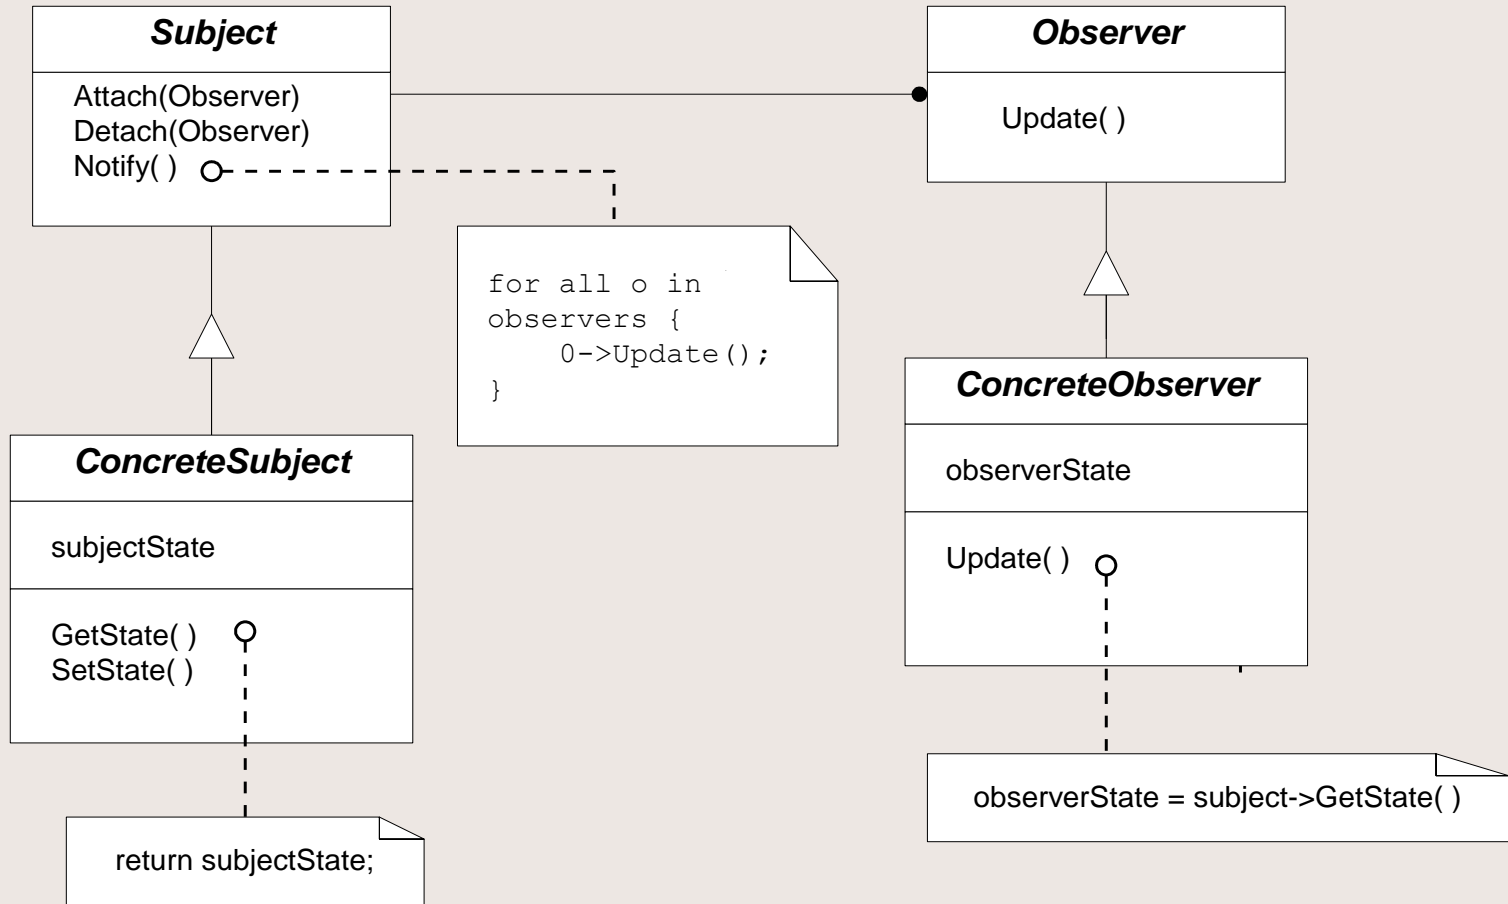 Subject
Attach(Observer)
Detach(Observer)
Notify( )
Observer
Update( )
for all o in
observers {
0->Update();
}
ConcreteSubject
subjectState
GetState( )
SetState( )
return subjectState;
ConcreteObserver
observerState
Update( )
observerState = subject->GetState( )